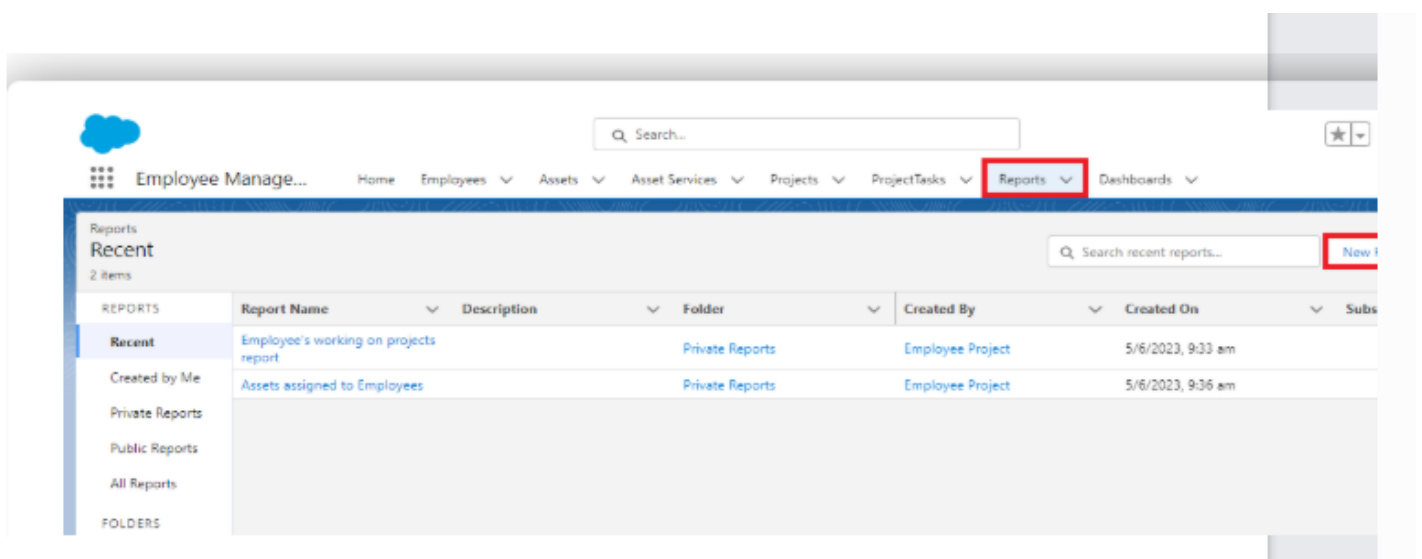 Search...
Employee Manage... Home Employees Assets Asset Services Projects ProjectTasks Reports Dashboards
Reports
Recent
2 items
Search recent reports...
New
REPORTS Report Name Description Folder Created By Created On Subs
Recent Employee's working on projects report Private Reports Employee Project 5/6/2023, 9:33 am
Created by Me Assets assigned to Employees Private Reports Employee Project 5/6/2023, 9:36 am
Private Reports
Public Reports
All Reports
FOLDERS